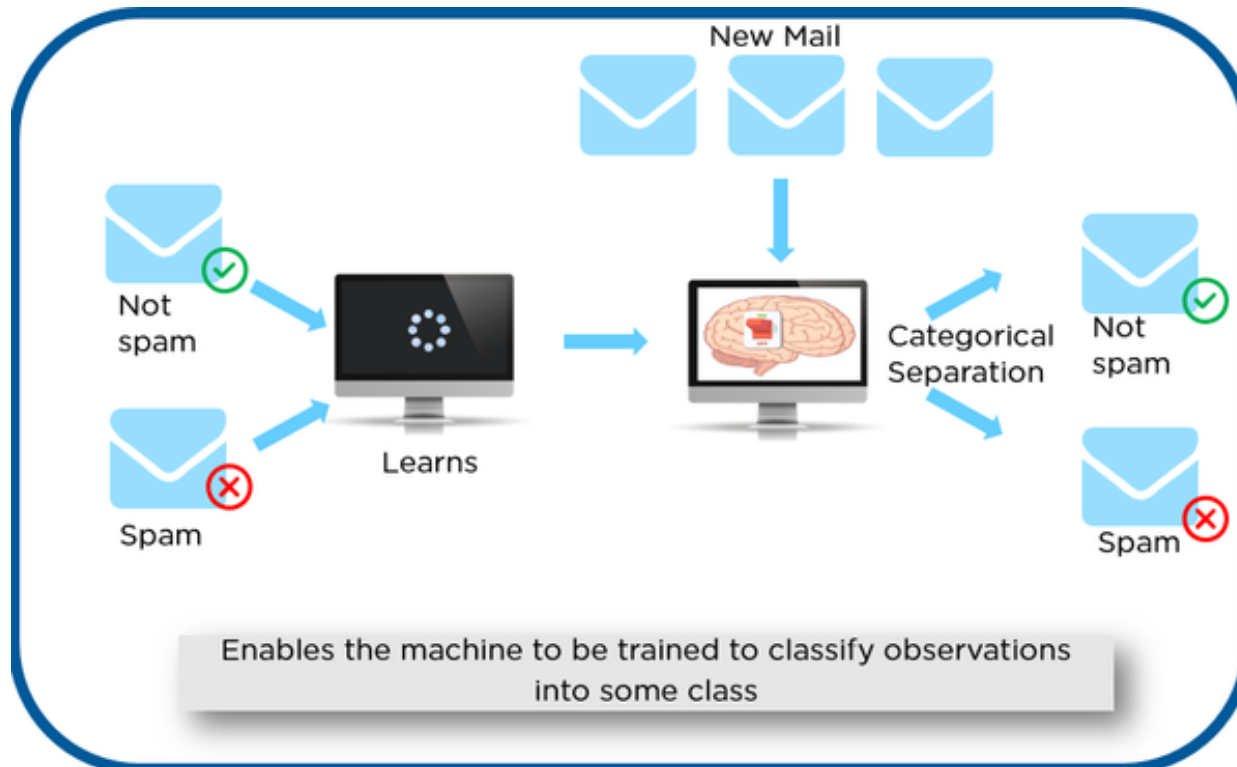 New Mail
Not
spam
Spam
Learns
Categorical
Separation
Not
spam
Spam
Enables the machine to be trained to classify observations
into some class